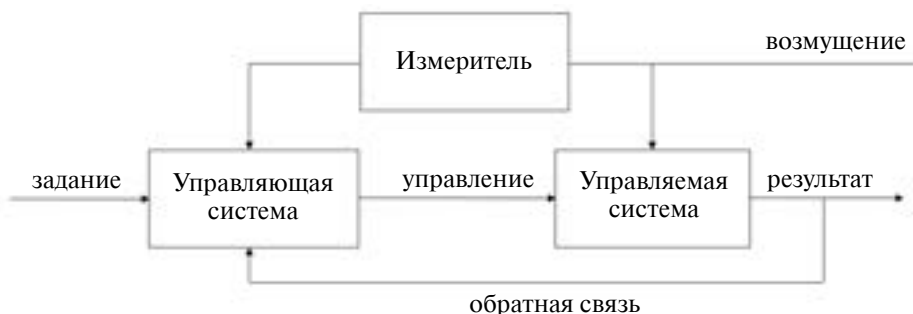 возмущение
Измеритель
задание
Управляющая
система
управление
Управляемая
система
результат
обратная связь